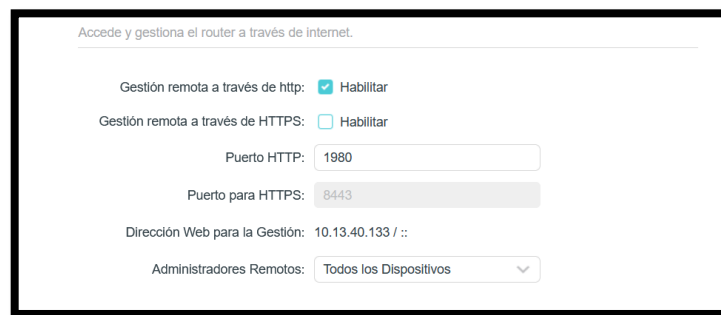 Accede y gestiona el router a través de internet.
Gestión remota a través de http: Habilitar
Gestión remota a través de HTTPS: Habilitar
Puerto HTTP: 1980
Puerto para HTTPS: 8443
Dirección Web para la Gestión: 10.13.40.133 / ::
Administradores Remotos: Todos los Dispositivos